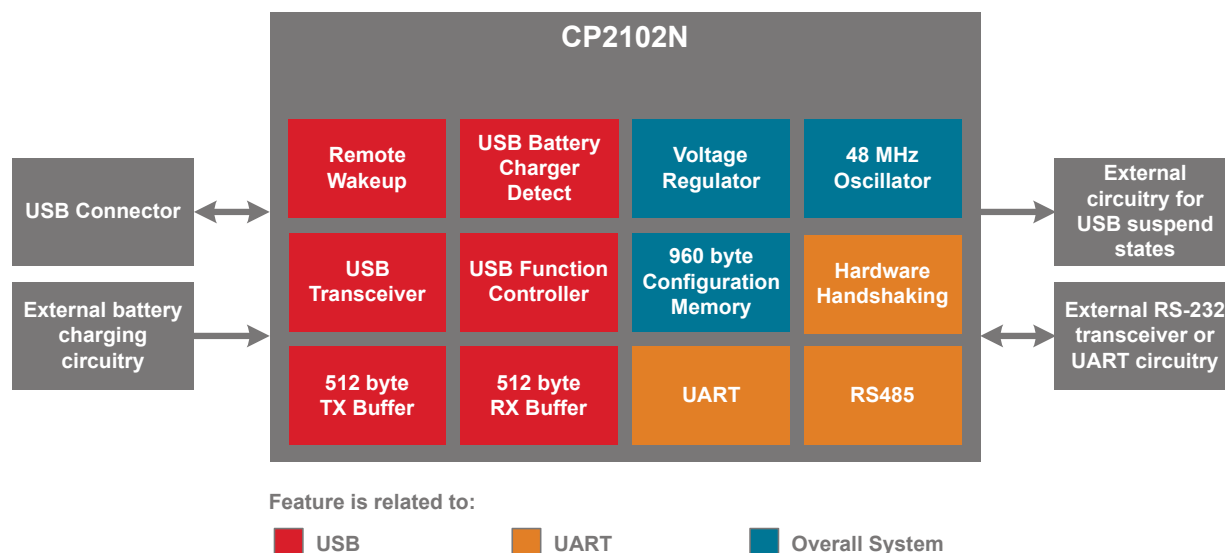 CP2102N
Remote
Wakeup
USB Battery
Charger
Detect
Voltage
Regulator
48 MHz
Oscillator
USB Connector
External
circuitry for
USB suspend
states
USB
Transceiver
USB Function
Controller
960 byte
Configuration
Memory
Hardware
Handshaking
External battery
charging
circuitry
External RS-232
transceiver or
UART circuitry
512 byte
TX Buffer
512 byte
RX Buffer
UART
RS485
Feature is related to:
USB
UART
Overall System